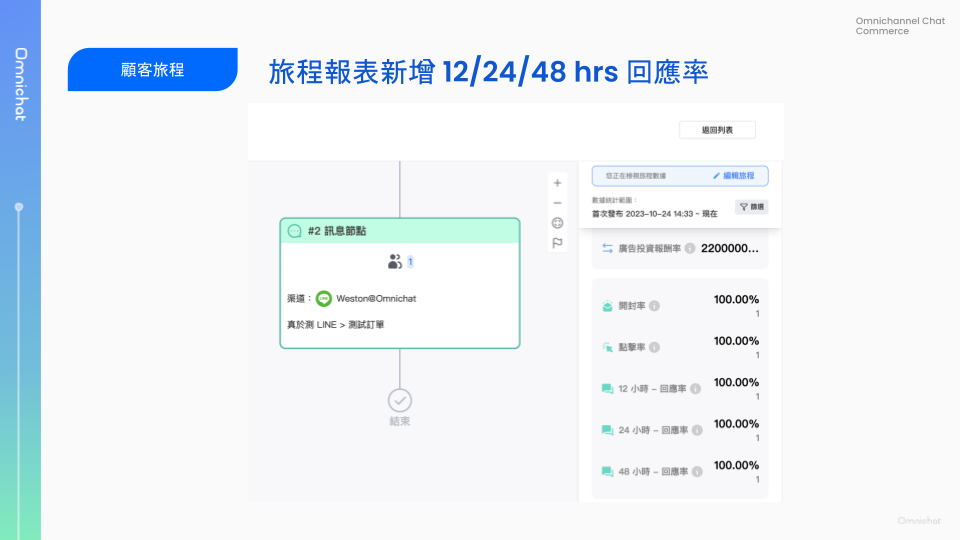 Omnichannel Chat
Commerce
Omnichat
顧客旅程
旅程報表新增 12/24/48 hrs 回應率
返回列表
您正在檢視旅程數據
編輯旅程
數據統計範圍：
首次發布 2023-10-24 14:33 ~ 現在
篩選
#2 訊息節點
1
渠道： LINE Weston@Omnichat
真於測 LINE > 測試訂單
結束
廣告投資報酬率 2200000...
開封率 100.00%
1
點擊率 100.00%
1
12 小時 - 回應率 100.00%
1
24 小時 - 回應率 100.00%
1
48 小時 - 回應率 100.00%
1
Omnichat